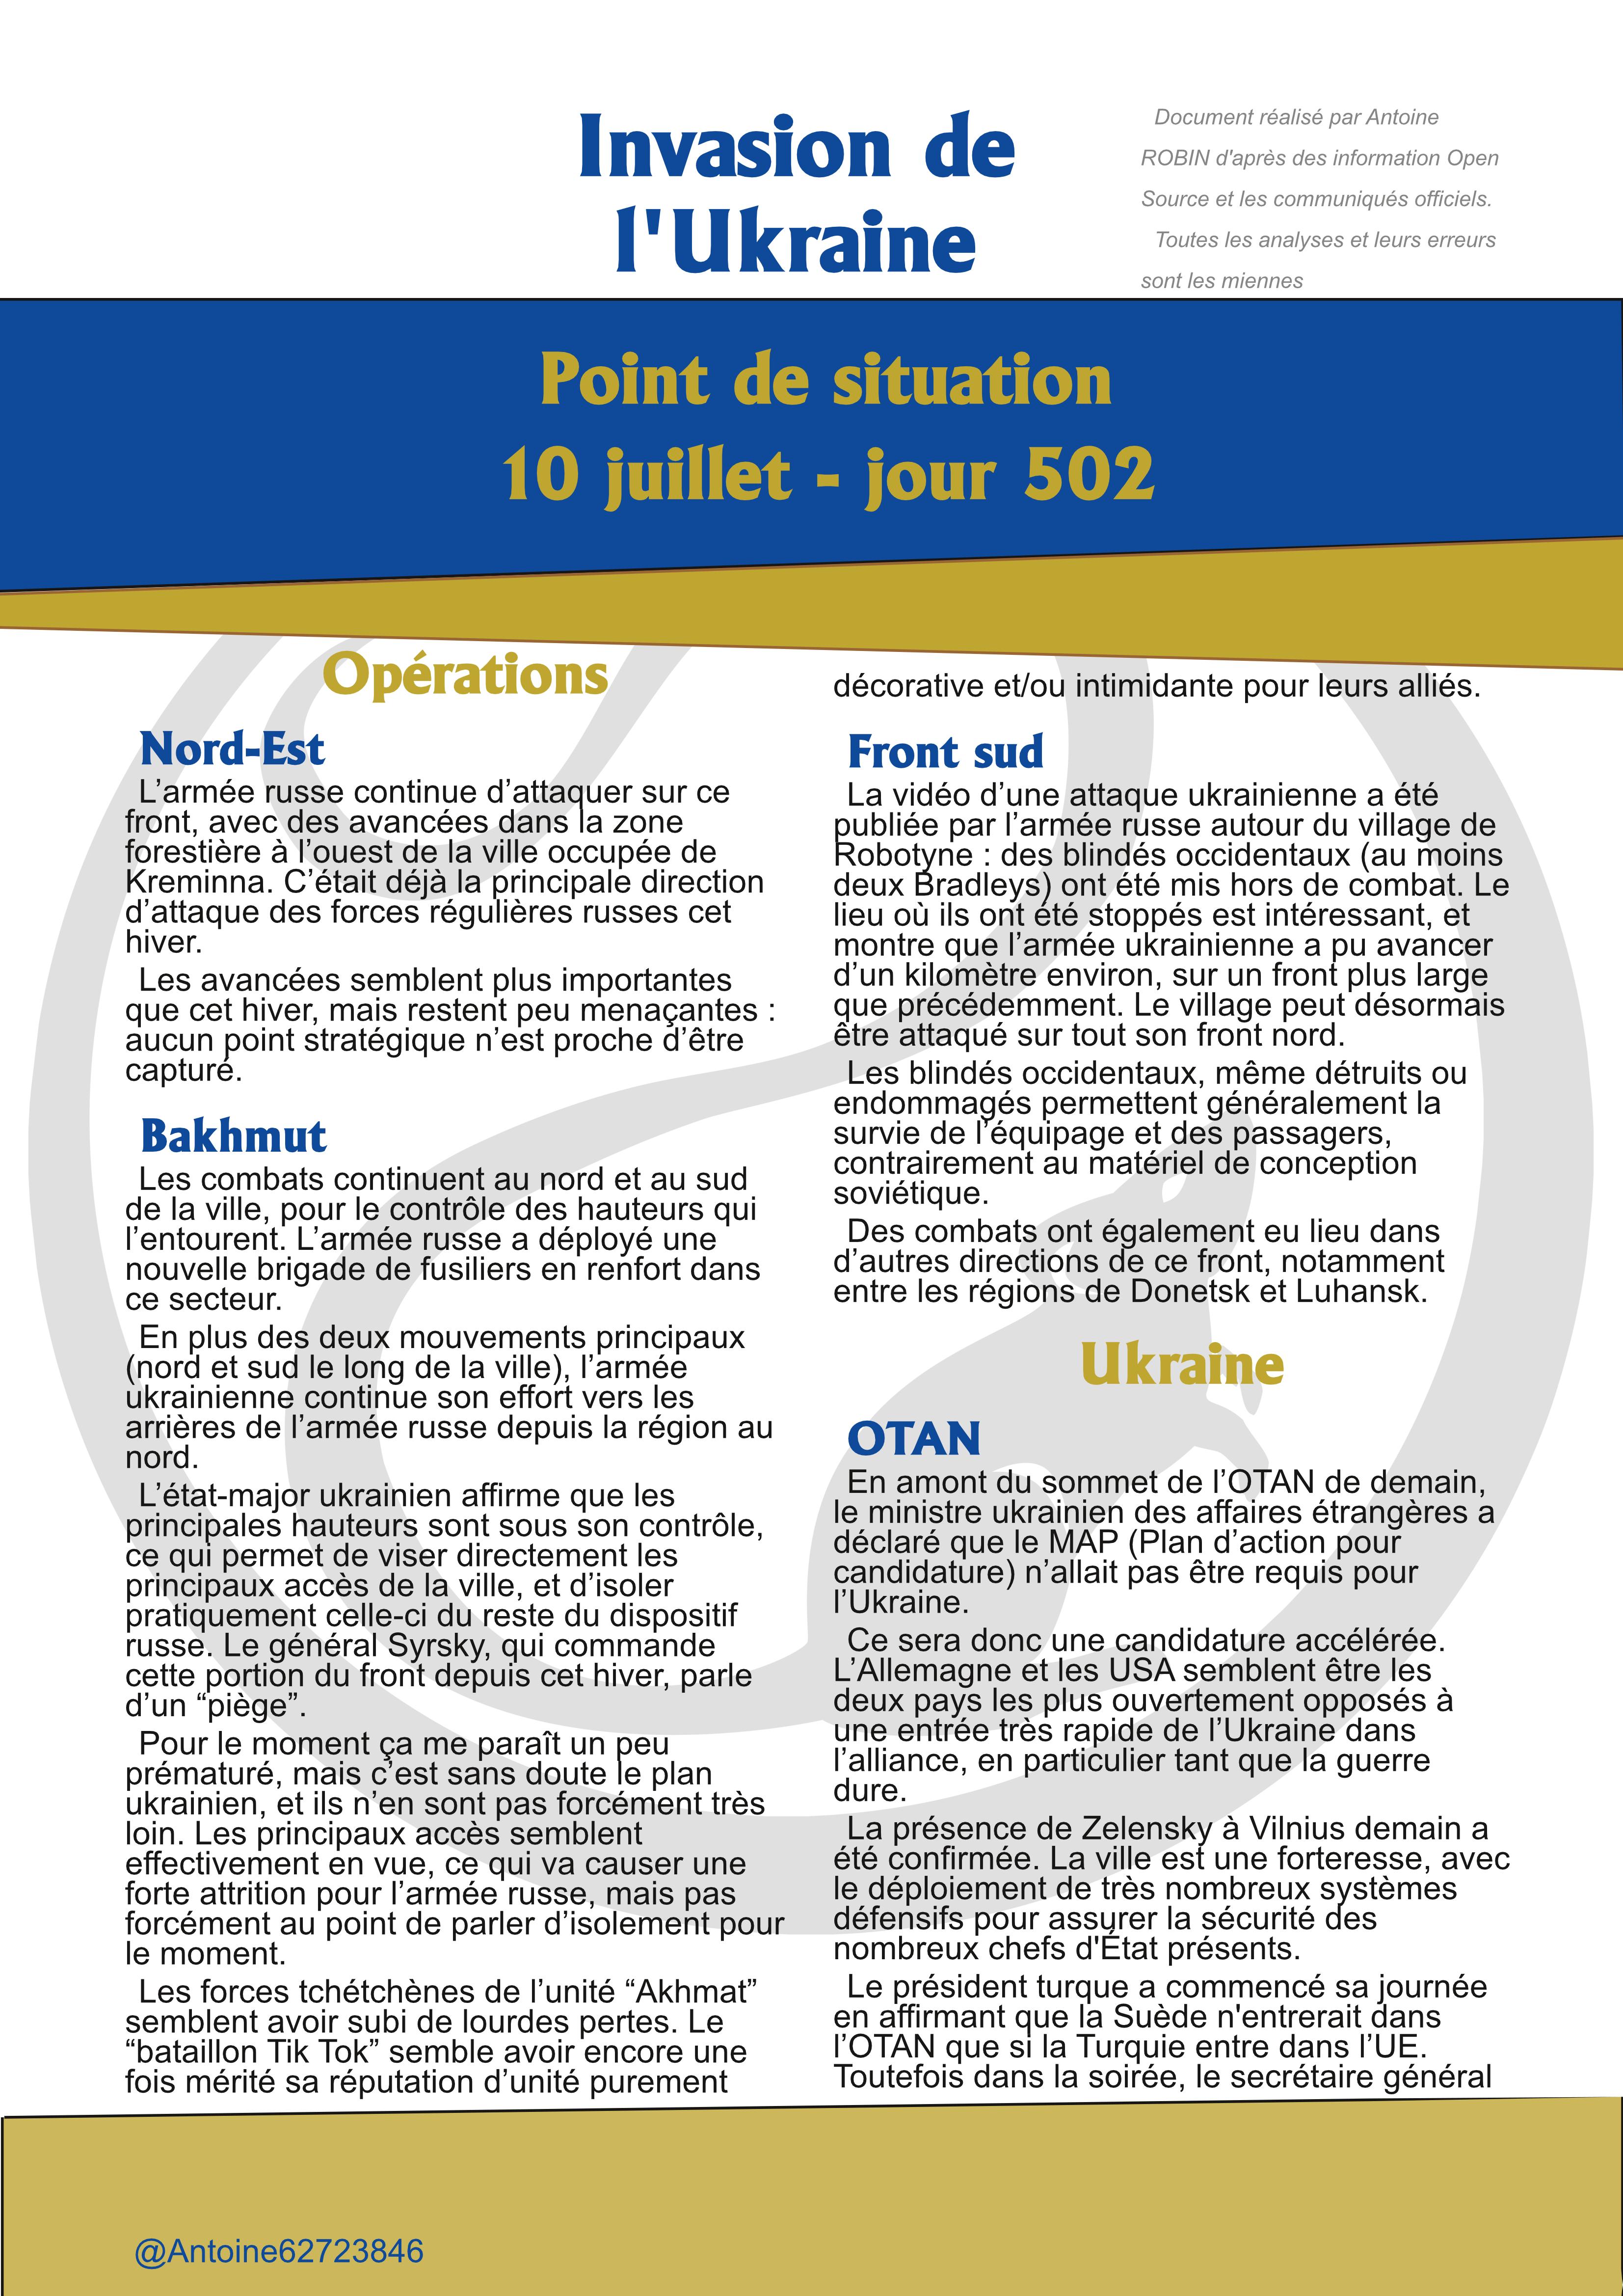 Invasion de
l'Ukraine
Document réalisé par Antoine
ROBIN d'après des information Open
Source et les communiqués officiels.
Toutes les analyses et leurs erreurs
sont les miennes
Point de situation
10 juillet - jour 502
Opérations
Nord-Est
L’armée russe continue d’attaquer sur ce
front, avec des avancées dans la zone
forestière à l’ouest de la ville occupée de
Kreminna. C’était déjà la principale direction
d’attaque des forces régulières russes cet
hiver.
Les avancées semblent plus importantes
que cet hiver, mais restent peu menaçantes :
aucun point stratégique n’est proche d’être
capturé.
Bakhmut
Les combats continuent au nord et au sud
de la ville, pour le contrôle des hauteurs qui
l’entourent. L’armée russe a déployé une
nouvelle brigade de fusiliers en renfort dans
ce secteur.
En plus des deux mouvements principaux
(nord et sud le long de la ville), l’armée
ukrainienne continue son effort vers les
arrières de l’armée russe depuis la région au
nord.
L’état-major ukrainien affirme que les
principales hauteurs sont sous son contrôle,
ce qui permet de viser directement les
principaux accès de la ville, et d’isoler
pratiquement celle-ci du reste du dispositif
russe. Le général Syrsky, qui commande
cette portion du front depuis cet hiver, parle
d’un “piège”.
Pour le moment ça me paraît un peu
prématuré, mais c’est sans doute le plan
ukrainien, et ils n’en sont pas forcément très
loin. Les principaux accès semblent
effectivement en vue, ce qui va causer une
forte attrition pour l’armée russe, mais pas
forcément au point de parler d’isolement pour
le moment.
Les forces tchétchènes de l’unité “Akhmat”
semblent avoir subi de lourdes pertes. Le
“bataillon Tik Tok” semble avoir encore une
fois mérité sa réputation d’unité purement
décorative et/ou intimidante pour leurs alliés.
Front sud
La vidéo d’une attaque ukrainienne a été
publiée par l’armée russe autour du village de
Robotyne : des blindés occidentaux (au moins
deux Bradleys) ont été mis hors de combat. Le
lieu où ils ont été stoppés est intéressant, et
montre que l’armée ukrainienne a pu avancer
d’un kilomètre environ, sur un front plus large
que précédemment. Le village peut désormais
être attaqué sur tout son front nord.
Les blindés occidentaux, même détruits ou
endommagés permettent généralement la
survie de l’équipage et des passagers,
contrairement au matériel de conception
soviétique.
Des combats ont également eu lieu dans
d’autres directions de ce front, notamment
entre les régions de Donetsk et Luhansk.
Ukraine
OTAN
En amont du sommet de l’OTAN de demain,
le ministre ukrainien des affaires étrangères a
déclaré que le MAP (Plan d’action pour
candidature) n’allait pas être requis pour
l’Ukraine.
Ce sera donc une candidature accélérée.
L’Allemagne et les USA semblent être les
deux pays les plus ouvertement opposés à
une entrée très rapide de l’Ukraine dans
l’alliance, en particulier tant que la guerre
dure.
La présence de Zelensky à Vilnius demain a
été confirmée. La ville est une forteresse, avec
le déploiement de très nombreux systèmes
défensifs pour assurer la sécurité des
nombreux chefs d'État présents.
Le président turque a commencé sa journée
en affirmant que la Suède n'entrerait dans
l’OTAN que si la Turquie entre dans l’UE.
Toutefois dans la soirée, le secrétaire général
@Antoine62723846